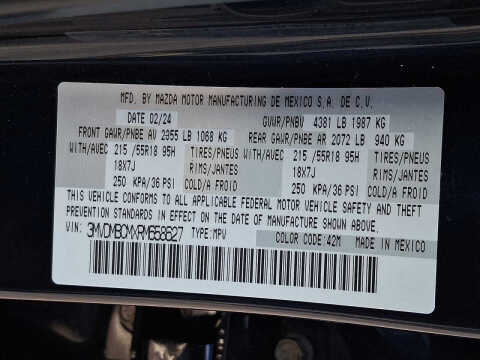 MFD. BY MAZDA MOTOR MANUFACTURING DE MEXICO S.A. DE C.V.
DATE 02/24 GVWR/PNBV 4381 LB 1987 KG
FRONT GAWR/PNBE AV 2955 LB 1068 KG REAR GAWR/PNBE AR 2072 LB 940 KG
WITH/AVEC 215 /55R18 95H TIRES/PNEUS WITH/AVEC 215 /55R18 95H TIRES/PNEUS
18X7J RIMS/JANTES 18X7J RIMS/JANTES
250 KPA/36 PSI COLD/A FROID 250 KPA/36 PSI COLD/A FROID
THIS VEHICLE CONFORMS TO ALL APPLICABLE FEDERAL MOTOR VEHICLE SAFETY AND THEFT
PREVENTION STANDARDS IN EFFECT ON THE DATE OF MANUFACTURE SHOWN ABOVE.
VIN: TYPE:MPV COLOR CODE:42M MADE IN MEXICO